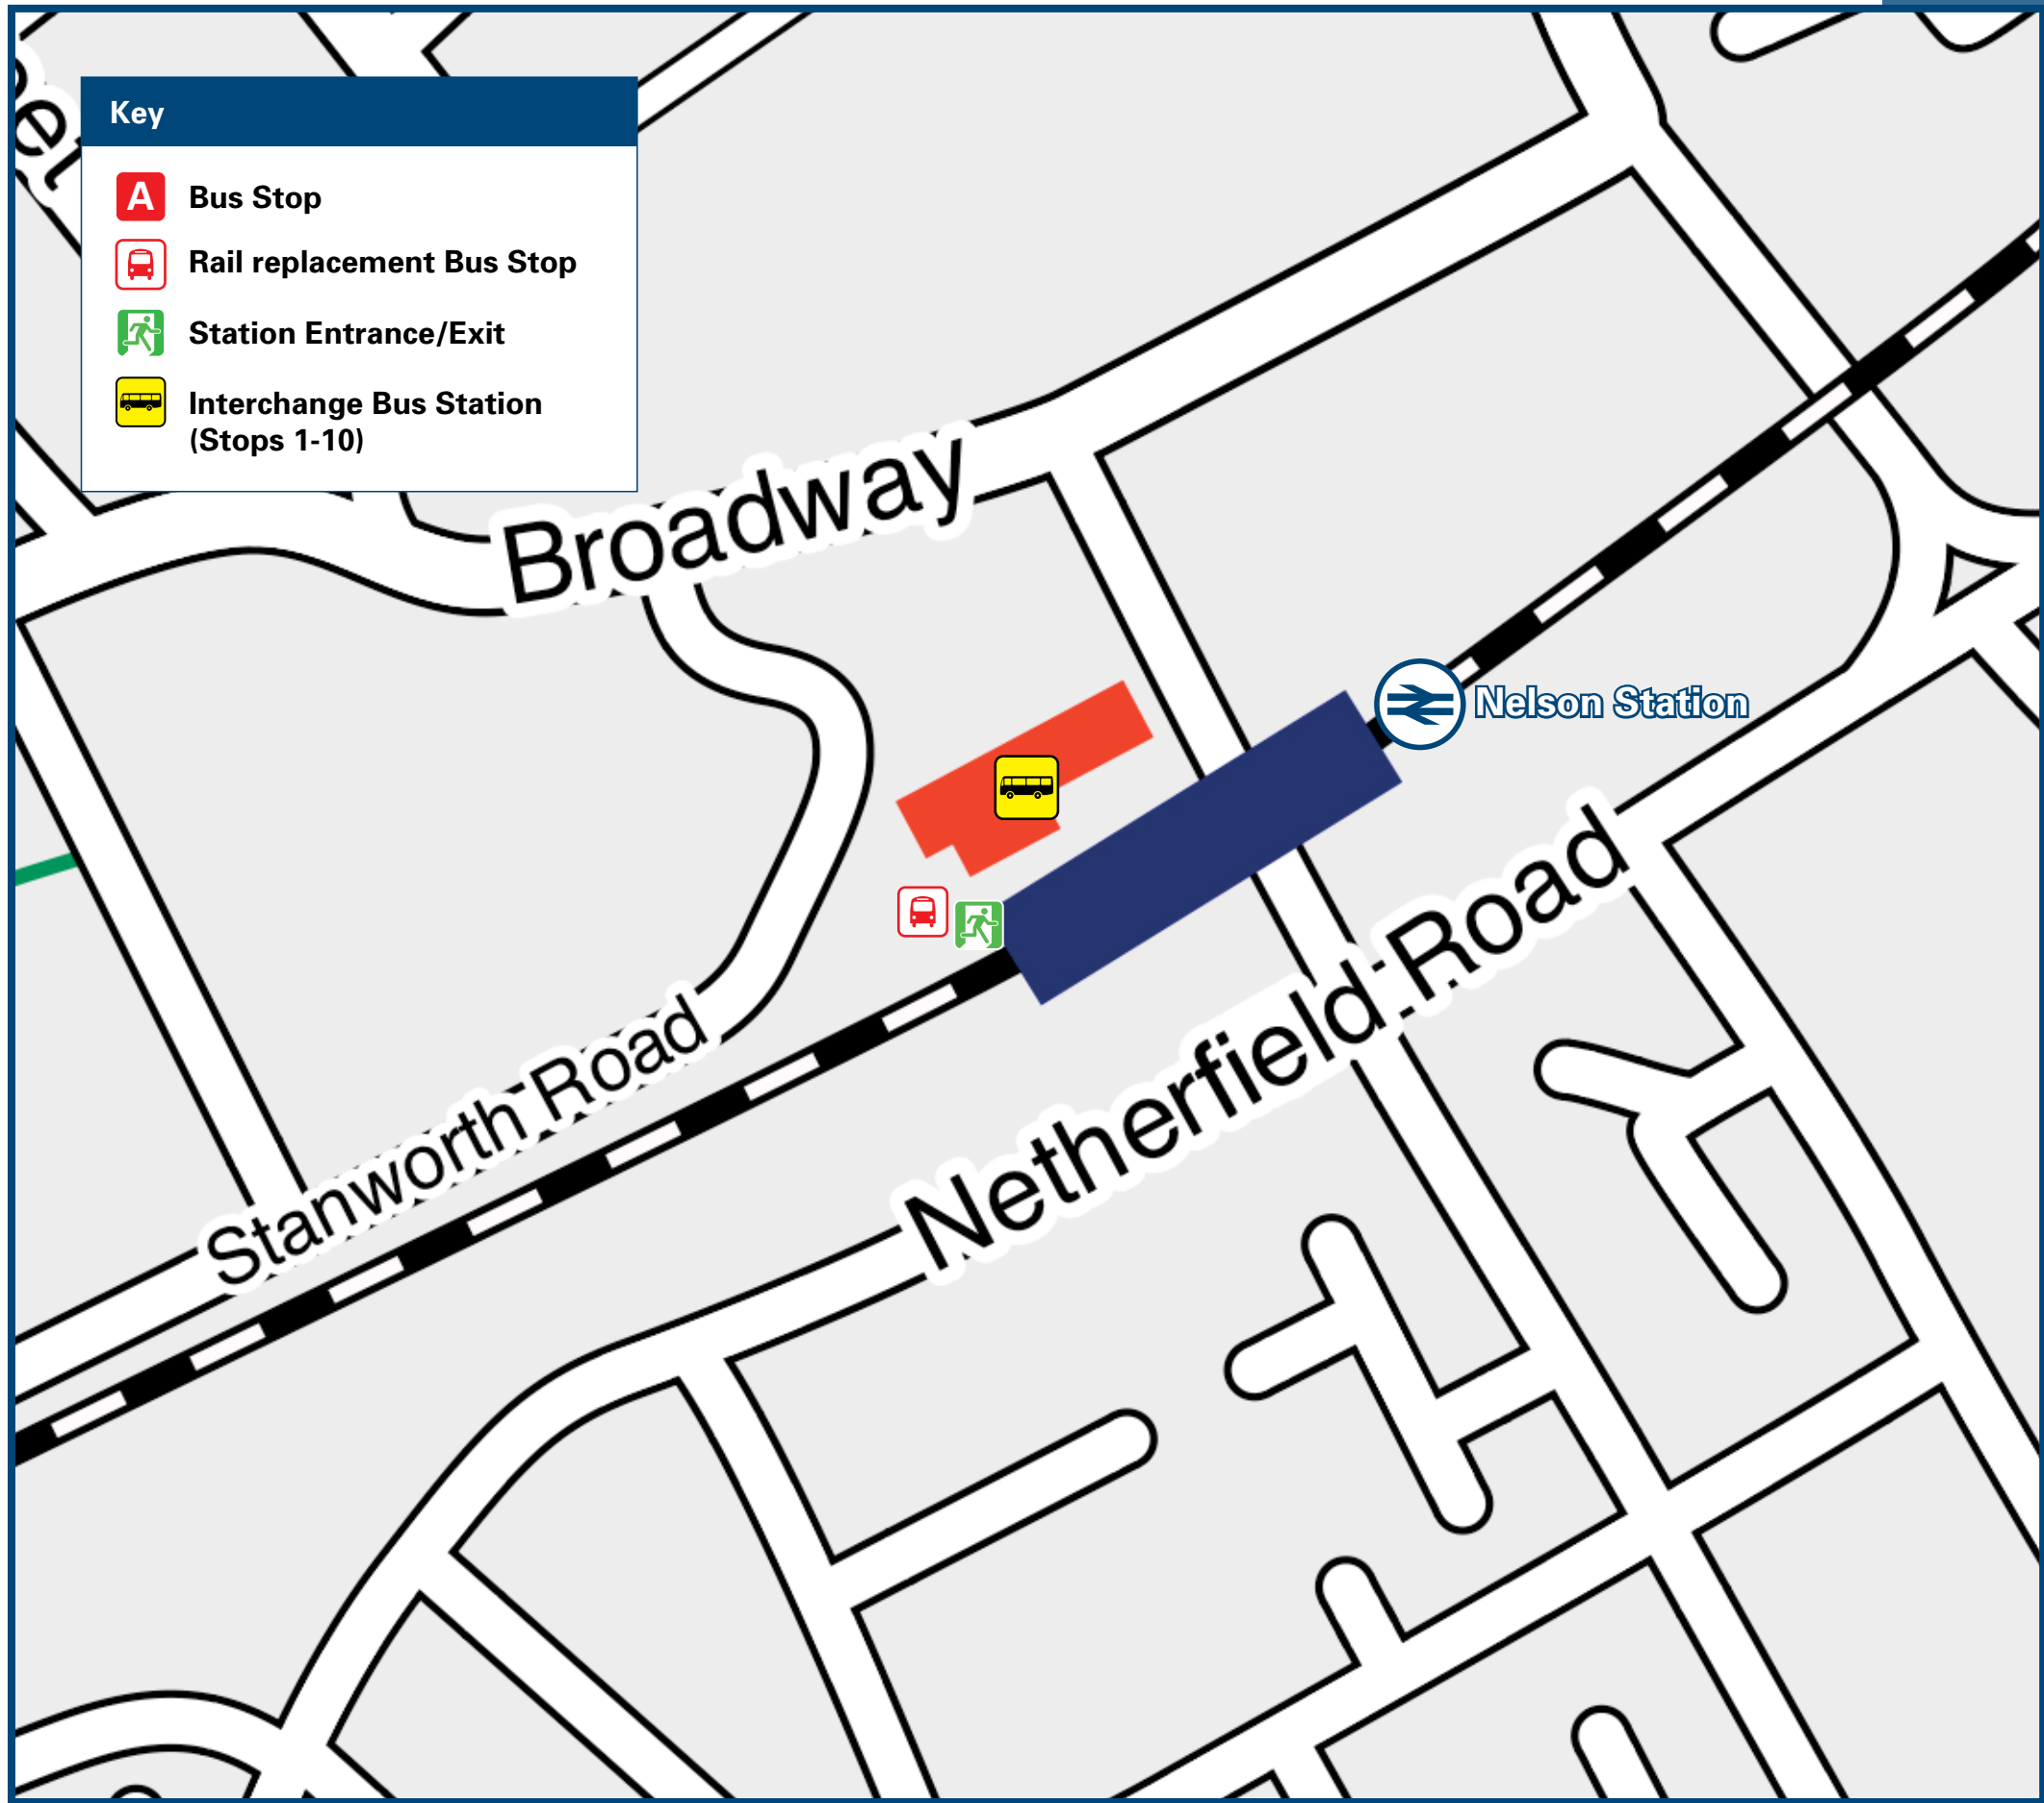 Key
A
Bus Stop
Rail replacement Bus Stop
Station Entrance/Exit
Interchange Bus Station
(Stops 1-10)
Broadway
Nelson Station
Netherfield Road
Stanworth Road